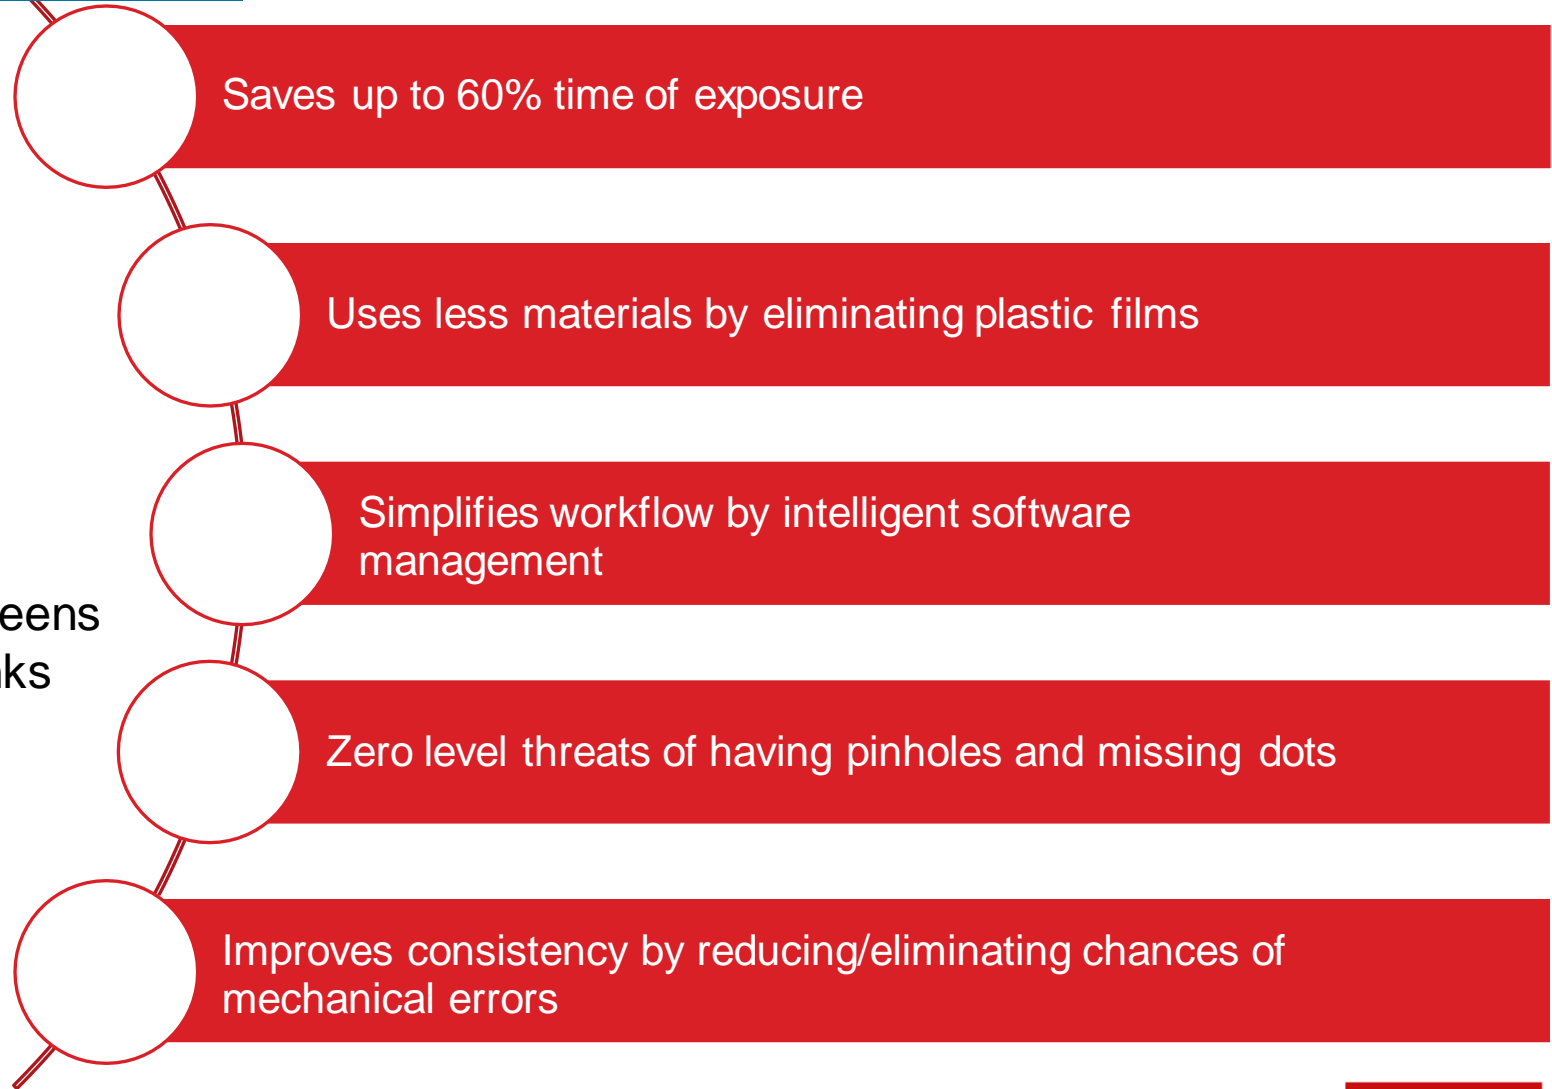 Saves up to 60% time of exposure
Uses less materials by eliminating plastic films
Simplifies workflow by intelligent software
management
Zero level threats of having pinholes and missing dots
Improves consistency by reducing/eliminating chances of
mechanical errors